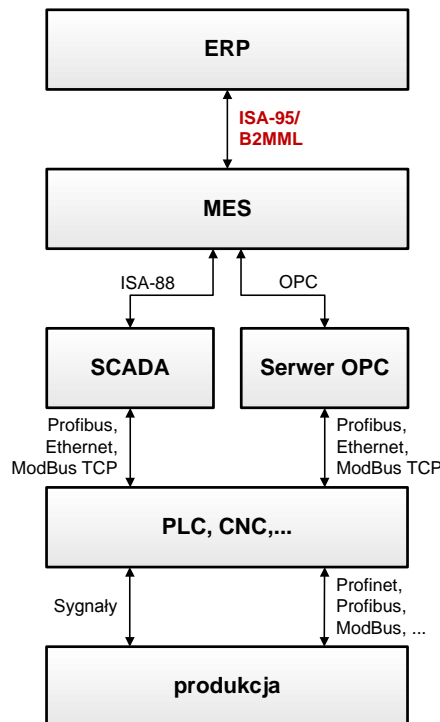 ERP
ISA-95/
B2MML
MES
ISA-88
OPC
SCADA
Serwer OPC
Profibus,
Ethernet,
ModBus TCP
Profibus,
Ethernet,
ModBus TCP
PLC, CNC,...
Sygnały
Profinet,
Profibus,
ModBus, ...
produkcja